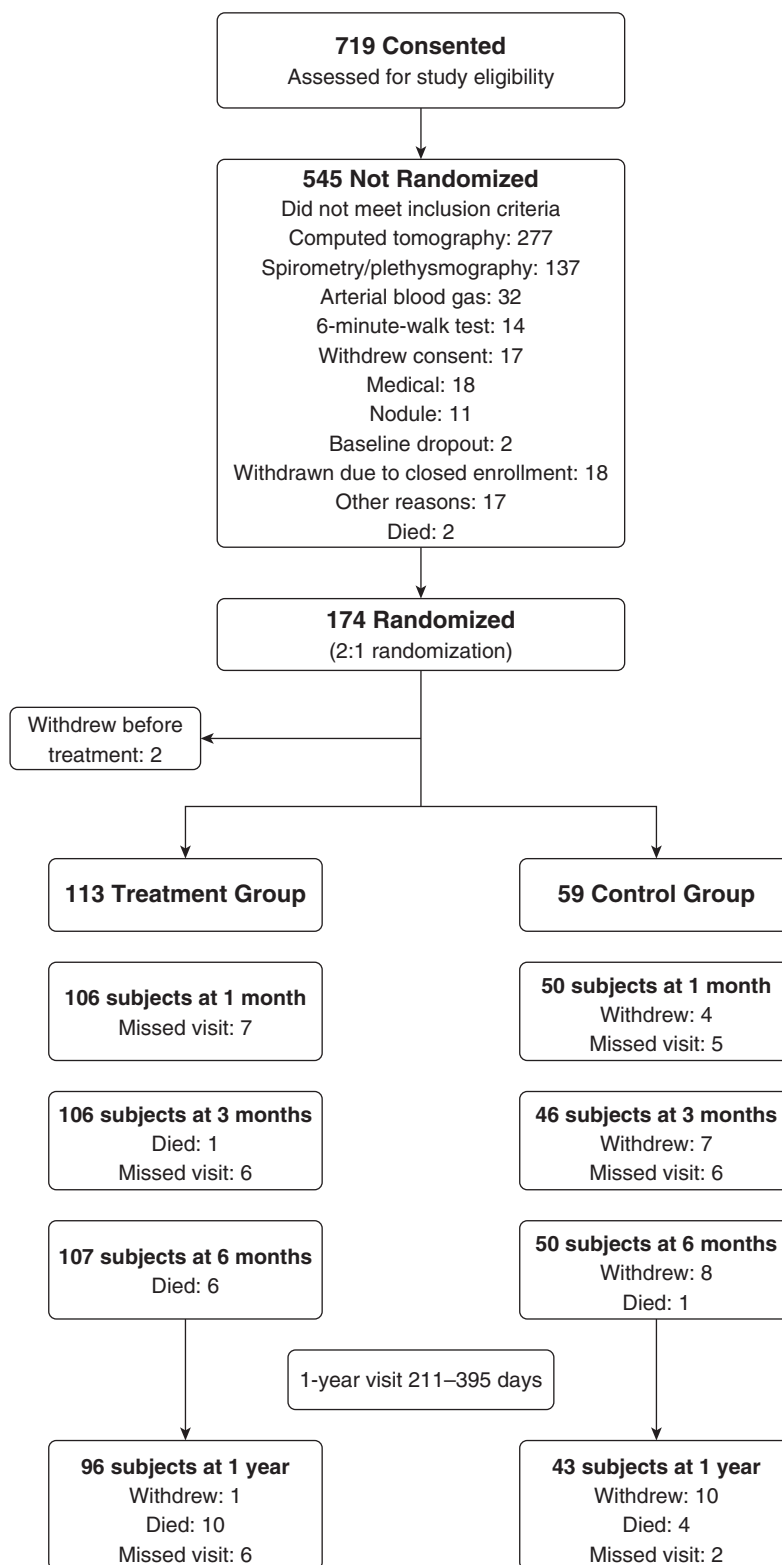 719 Consented
Assessed for study eligibility
545 Not Randomized
Did not meet inclusion criteria
Computed tomography: 277
Spirometry/plethysmography: 137
Arterial blood gas: 32
6-minute-walk test: 14
Withdrew consent: 17
Medical: 18
Nodule: 11
Baseline dropout: 2
Withdrawn due to closed enrollment: 18
Other reasons: 17
Died: 2
174 Randomized
(2:1 randomization)
Withdrew before
treatment: 2
113 Treatment Group
59 Control Group
106 subjects at 1 month
Missed visit: 7
50 subjects at 1 month
Withdrew: 4
Missed visit: 5
106 subjects at 3 months
Died: 1
Missed visit: 6
46 subjects at 3 months
Withdrew: 7
Missed visit: 6
107 subjects at 6 months
Died: 6
50 subjects at 6 months
Withdrew: 8
Died: 1
1-year visit 211–395 days
96 subjects at 1 year
Withdrew: 1
Died: 10
Missed visit: 6
43 subjects at 1 year
Withdrew: 10
Died: 4
Missed visit: 2